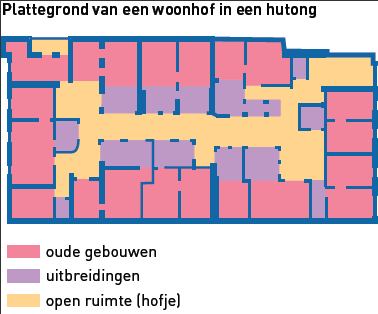 Plattegrond van een woonhof in een hutong
oude gebouwen
uitbreidingen
open ruimte (hofje)